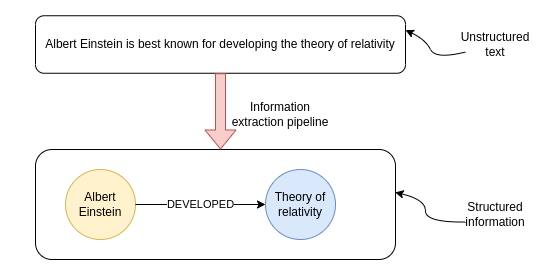 Albert Einstein is best known for developing the theory of relativity
Unstructured
text
Information
extraction pipeline
Albert
Einstein
DEVELOPED
Theory of
relativity
Structured
information